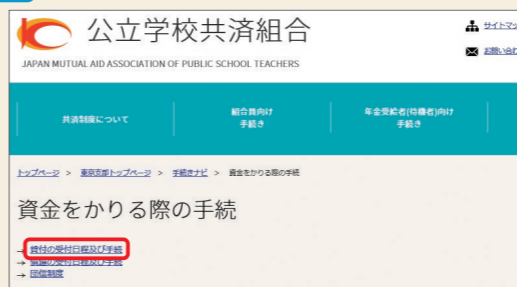 公立学校共済組合
サイトマッ
JAPAN MUTUAL AID ASSOCIATION OF PUBLIC SCHOOL TEACHERS
お問い合わ
共済制度について
組合員向け
手続き
年金受給者(待機者)向け
手続き
トップページ > 東京支部トップページ > 手続きナビ > 資金をかりる際の手続
資金をかりる際の手続
→ 貸付の受付日程及び手続
→ 償還の受付日程及び手続
→ 団信制度